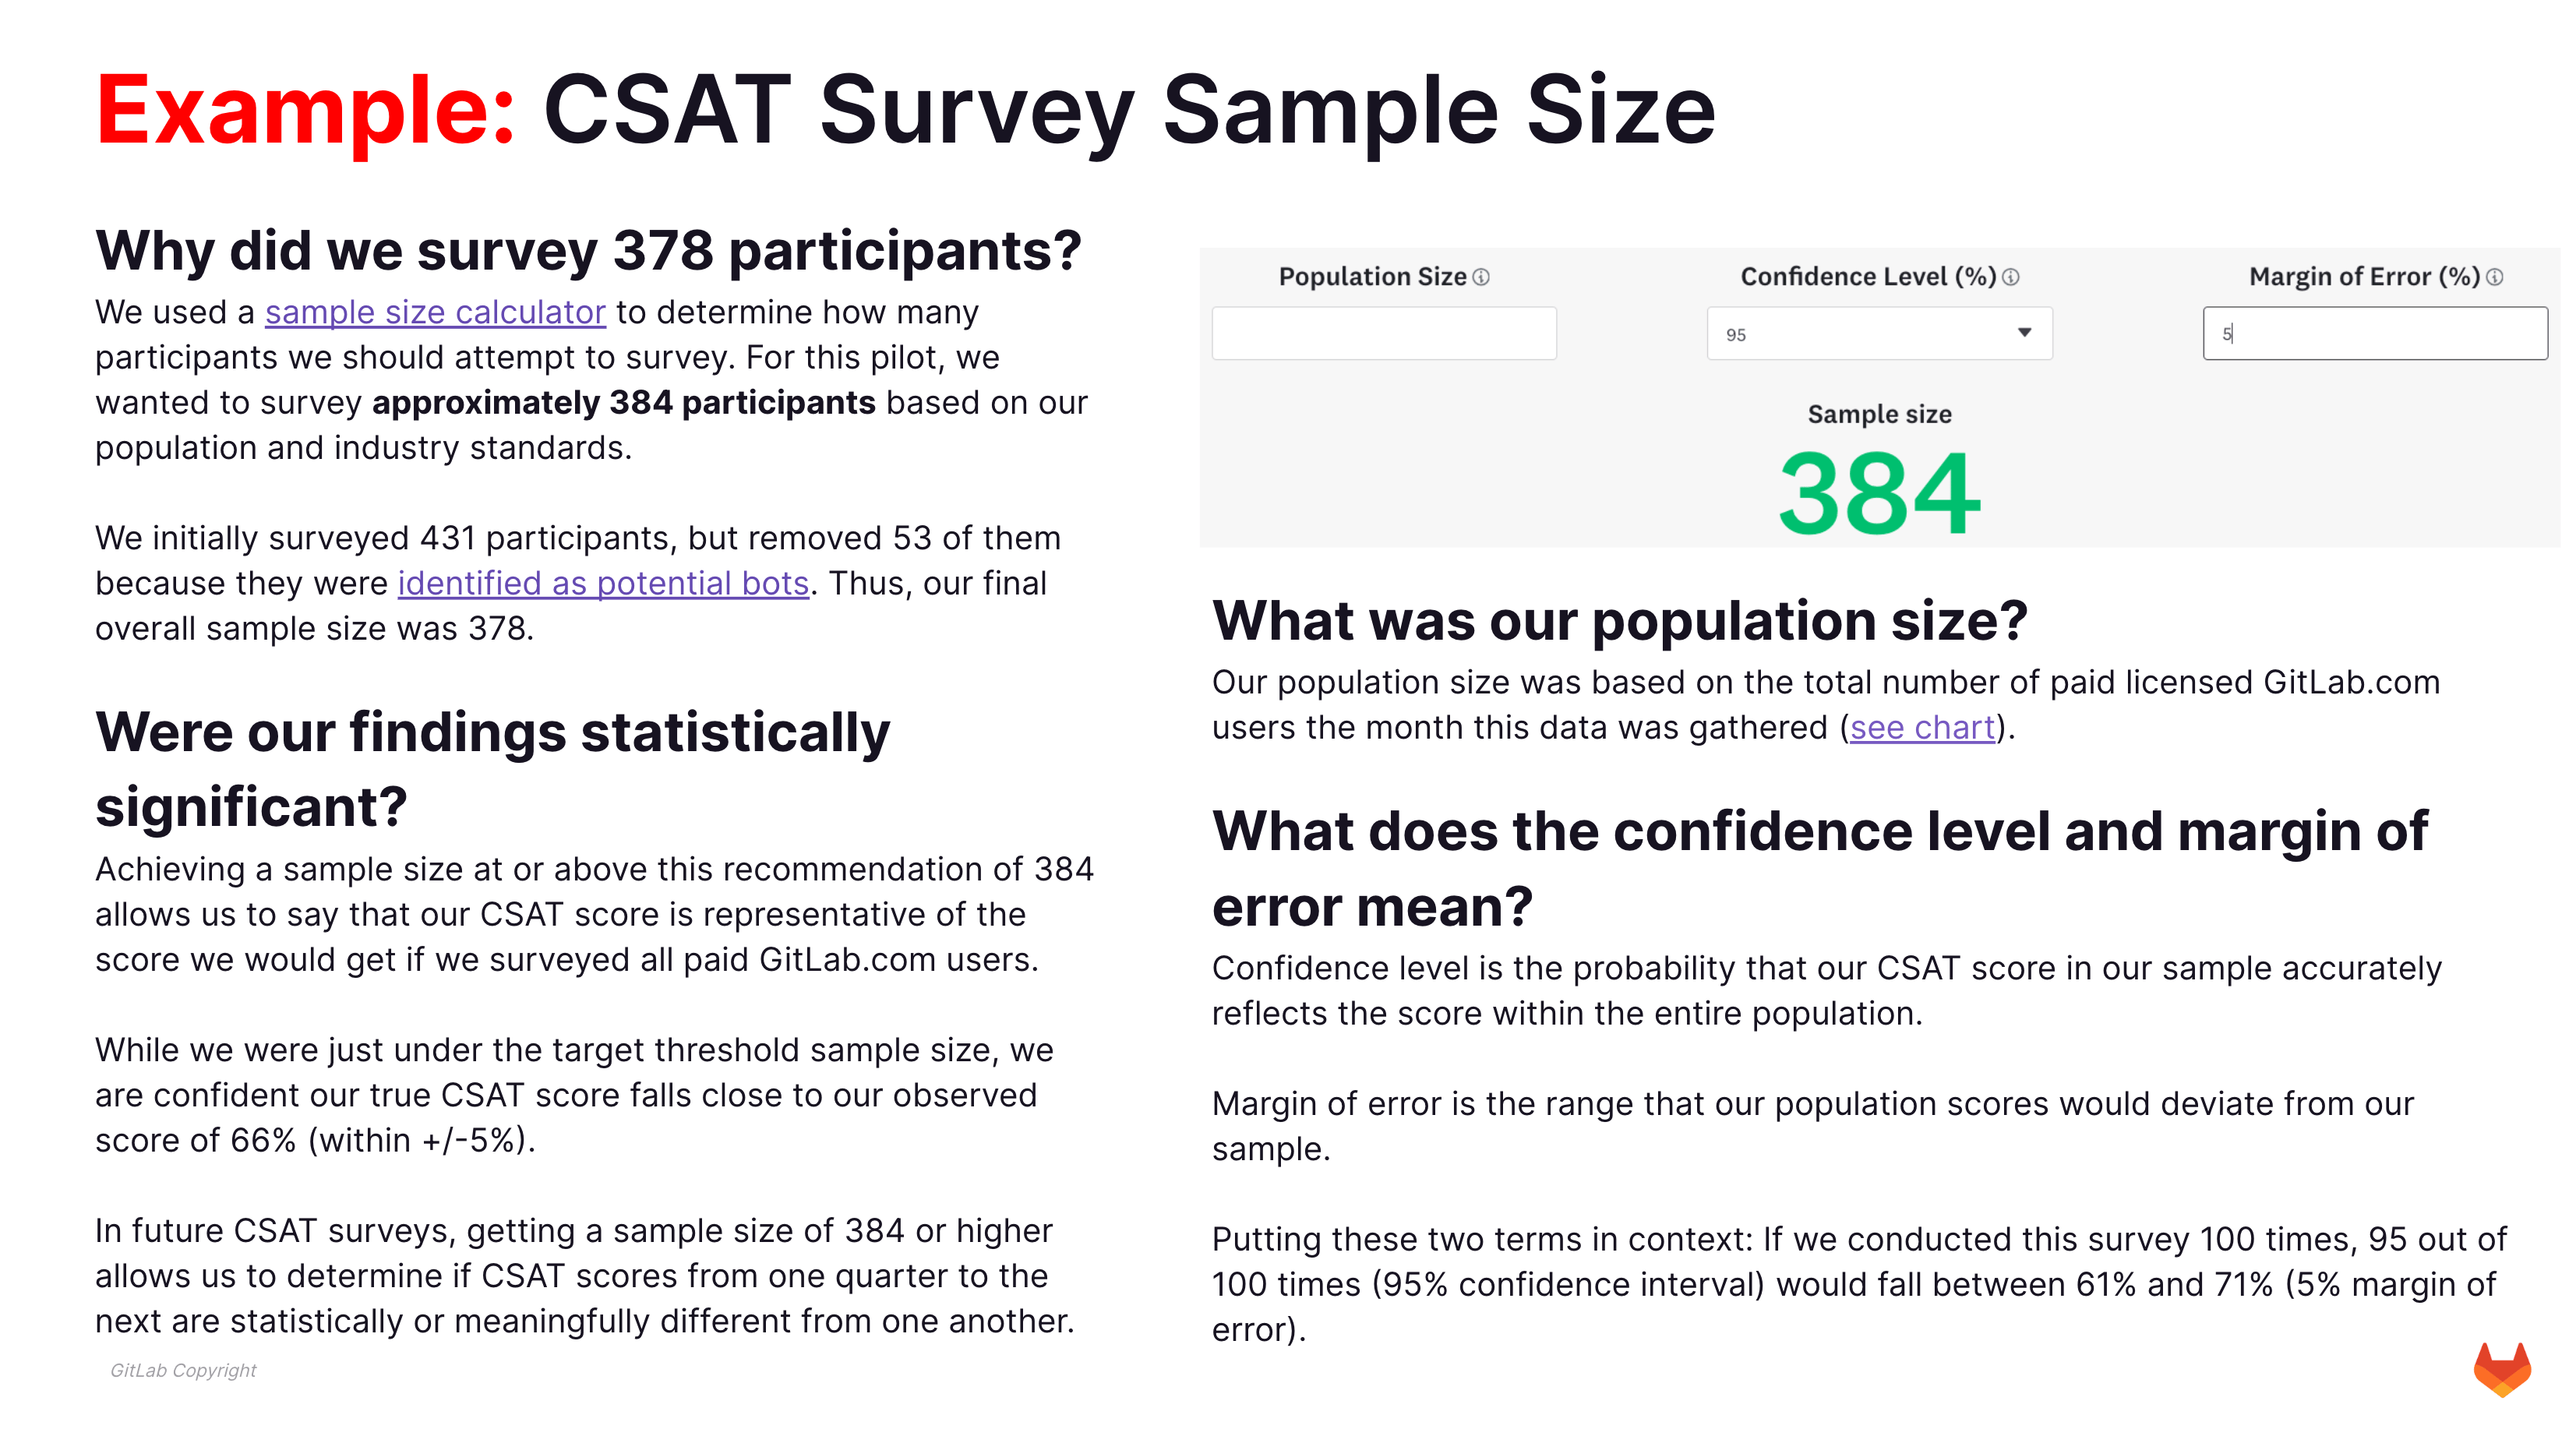 Example: CSAT Survey Sample Size
Why did we survey 378 participants?
We used a sample size calculator to determine how many
participants we should attempt to survey. For this pilot, we
wanted to survey approximately 384 participants based on our
population and industry standards.
We initially surveyed 431 participants, but removed 53 of them
because they were identified as potential bots. Thus, our final
overall sample size was 378.
Were our findings statistically
significant?
Achieving a sample size at or above this recommendation of 384
allows us to say that our CSAT score is representative of the
score we would get if we surveyed all paid GitLab.com users.
While we were just under the target threshold sample size, we
are confident our true CSAT score falls close to our observed
score of 66% (within +/-5%).
In future CSAT surveys, getting a sample size of 384 or higher
allows us to determine if CSAT scores from one quarter to the
next are statistically or meaningfully different from one another.
Population Size Confidence Level (%) Margin of Error (%)
95 5
Sample size
384
What was our population size?
Our population size was based on the total number of paid licensed GitLab.com
users the month this data was gathered (see chart).
What does the confidence level and margin of
error mean?
Confidence level is the probability that our CSAT score in our sample accurately
reflects the score within the entire population.
Margin of error is the range that our population scores would deviate from our
sample.
Putting these two terms in context: If we conducted this survey 100 times, 95 out of
100 times (95% confidence interval) would fall between 61% and 71% (5% margin of
error).
GitLab Copyright